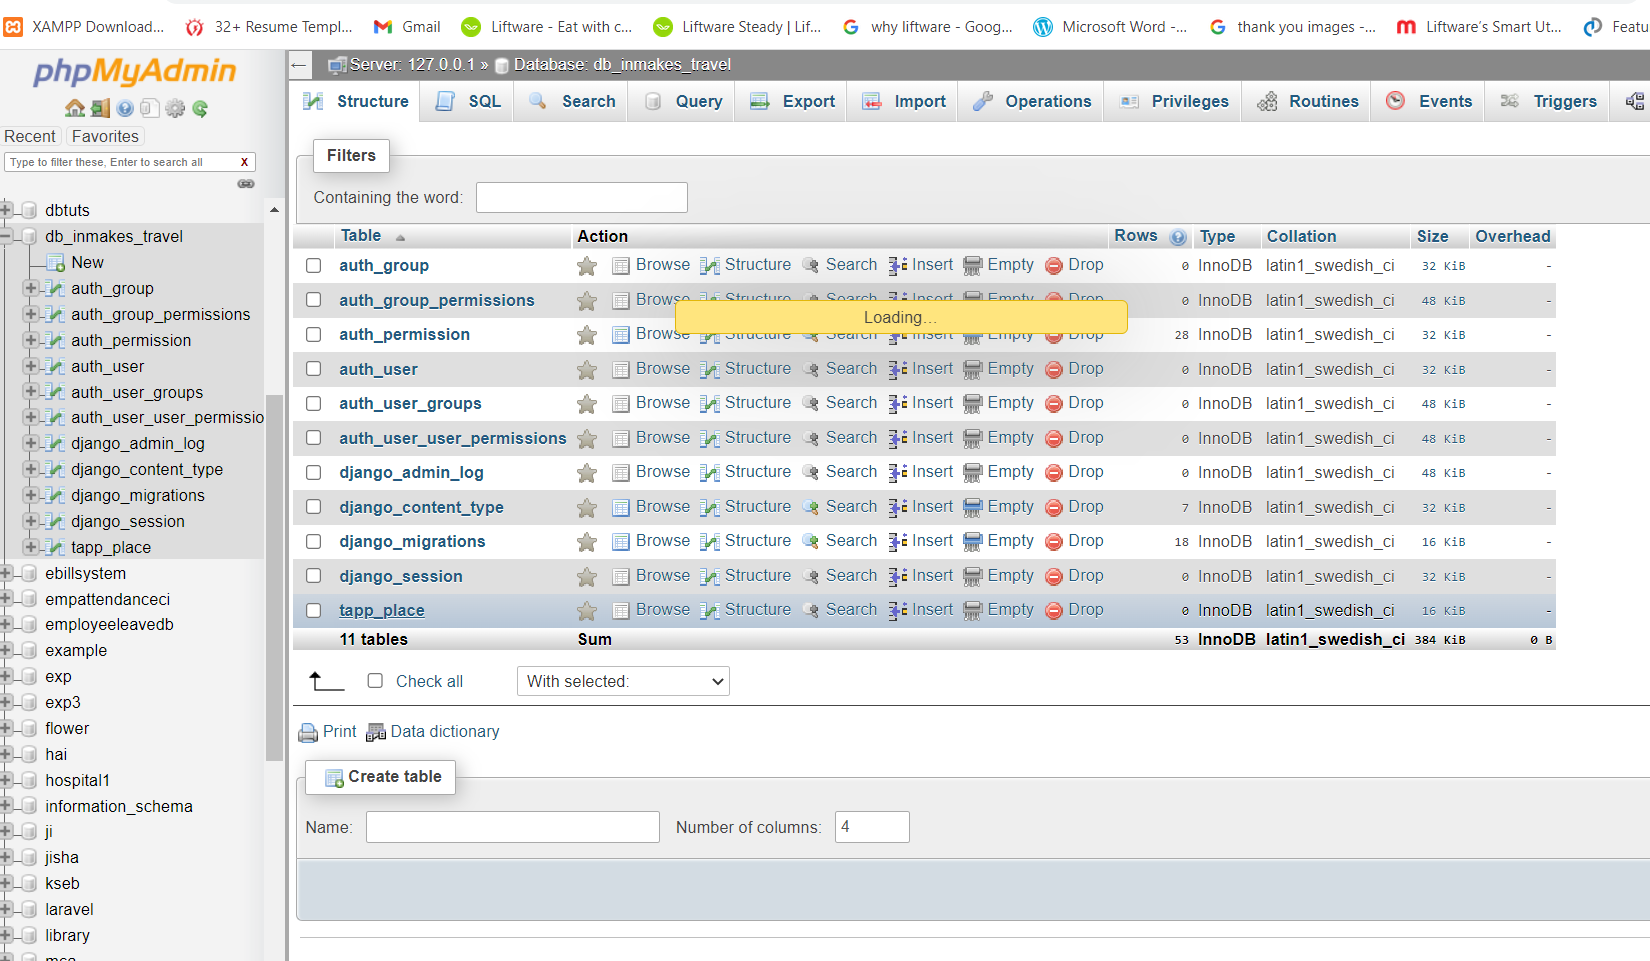 XAMPP Download... 32+ Resume Templ... Gmail Liftware - Eat with c... Liftware Steady | Lif... why liftware - Goog... Microsoft Word -... thank you images -... Liftware's Smart Ut... Featu
phpMyAdmin
Recent Favorites
Type to filter these, Enter to search all X
dbtuts
db_inmakes_travel
New
auth_group
auth_group_permissions
auth_permission
auth_user
auth_user_groups
auth_user_user_permissio
django_admin_log
django_content_type
django_migrations
django_session
tapp_place
ebillsystem
empattendanceci
employeeleavedb
example
exp
exp3
flower
hai
hospital1
information_schema
ji
jisha
kseb
laravel
library
Server: 127.0.0.1 » Database: db_inmakes_travel
Structure SQL Search Query Export Import Operations Privileges Routines Events Triggers
Filters
Containing the word:
Table Action Rows Type Collation Size Overhead
auth_group Browse Structure Search Insert Empty Drop 0 InnoDB latin1_swedish_ci 32 KiB -
auth_group_permissions Browse Structure Search Insert Empty Drop 0 InnoDB latin1_swedish_ci 48 KiB -
Loading...
auth_permission Browse Structure Search Insert Empty Drop 28 InnoDB latin1_swedish_ci 32 KiB -
auth_user Browse Structure Search Insert Empty Drop 0 InnoDB latin1_swedish_ci 32 KiB -
auth_user_groups Browse Structure Search Insert Empty Drop 0 InnoDB latin1_swedish_ci 48 KiB -
auth_user_user_permissions Browse Structure Search Insert Empty Drop 0 InnoDB latin1_swedish_ci 48 KiB -
django_admin_log Browse Structure Search Insert Empty Drop 0 InnoDB latin1_swedish_ci 48 KiB -
django_content_type Browse Structure Search Insert Empty Drop 7 InnoDB latin1_swedish_ci 32 KiB -
django_migrations Browse Structure Search Insert Empty Drop 18 InnoDB latin1_swedish_ci 16 KiB -
django_session Browse Structure Search Insert Empty Drop 0 InnoDB latin1_swedish_ci 32 KiB -
tapp_place Browse Structure Search Insert Empty Drop 0 InnoDB latin1_swedish_ci 16 KiB -
11 tables Sum 53 InnoDB latin1_swedish_ci 384 KiB 0 B
Check all With selected:
Print Data dictionary
Create table
Name: Number of columns: 4